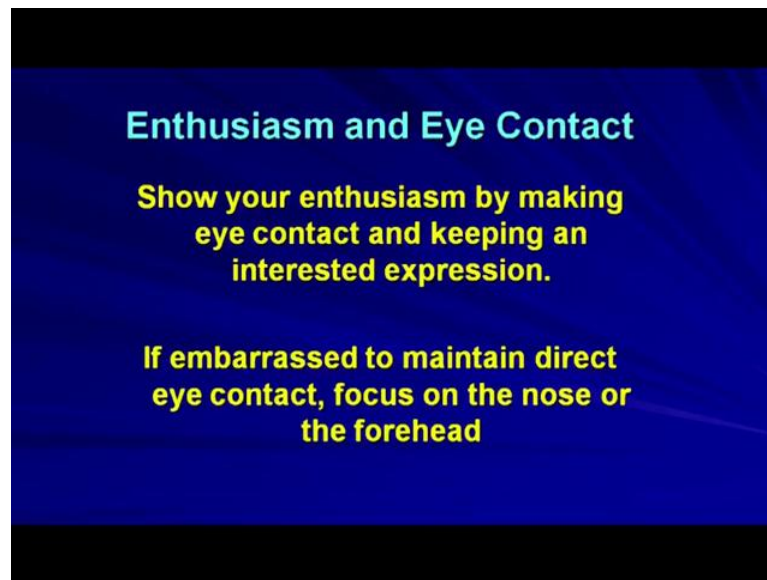 Enthusiasm and Eye Contact
Show your enthusiasm by making
eye contact and keeping an
interested expression.
If embarrassed to maintain direct
eye contact, focus on the nose or
the forehead